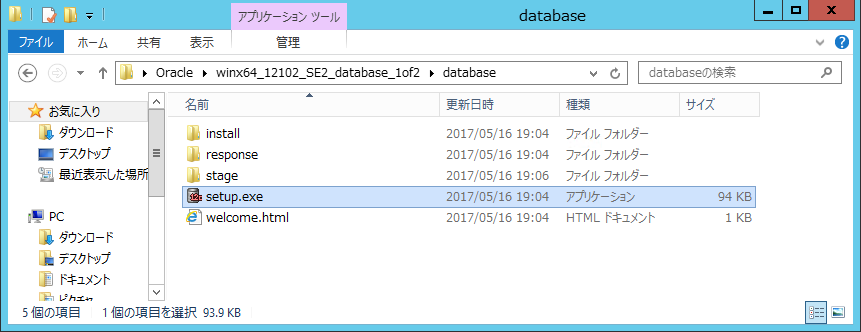 アプリケーション ツール
database
ファイル
ホーム
共有
表示
管理
Oracle winx64_12102_SE2_database_1of2 database
databaseの検索
お気に入り
ダウンロード
デスクトップ
最近表示した場所
PC
ダウンロード
デスクトップ
ドキュメント
ピクチャ
名前 更新日時 種類 サイズ
install 2017/05/16 19:04 ファイル フォルダー
response 2017/05/16 19:04 ファイル フォルダー
stage 2017/05/16 19:06 ファイル フォルダー
setup.exe 2017/05/16 19:04 アプリケーション 94 KB
welcome.html 2017/05/16 19:04 HTML ドキュメント 1 KB
5 個の項目 1 個の項目を選択 93.9 KB